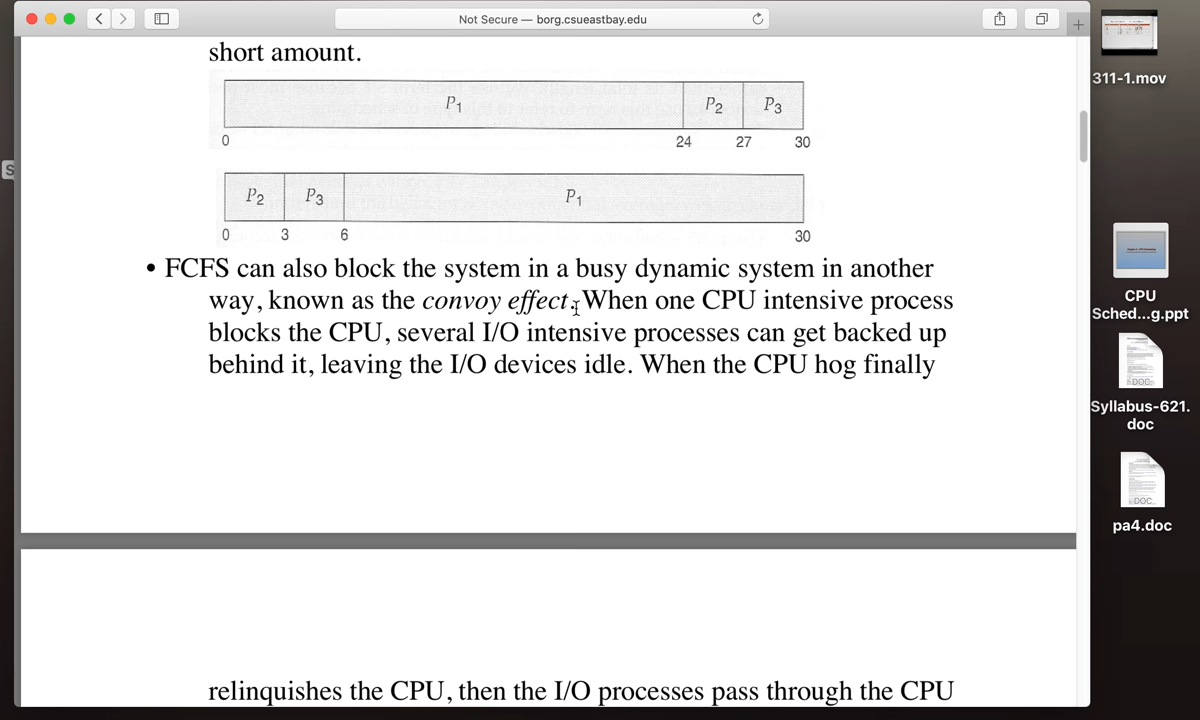 Not Secure — borg.csueastbay.edu
short amount.
P1
P2
P3
0
24
27
30
P2
P3
P1
0
3
6
30
• FCFS can also block the system in a busy dynamic system in another
way, known as the convoy effect. When one CPU intensive process
blocks the CPU, several I/O intensive processes can get backed up
behind it, leaving the I/O devices idle. When the CPU hog finally
relinquishes the CPU, then the I/O processes pass through the CPU
311-1.mov
CPU
Sched...g.ppt
DOC
Syllabus-621.
doc
DOC
pa4.doc
S